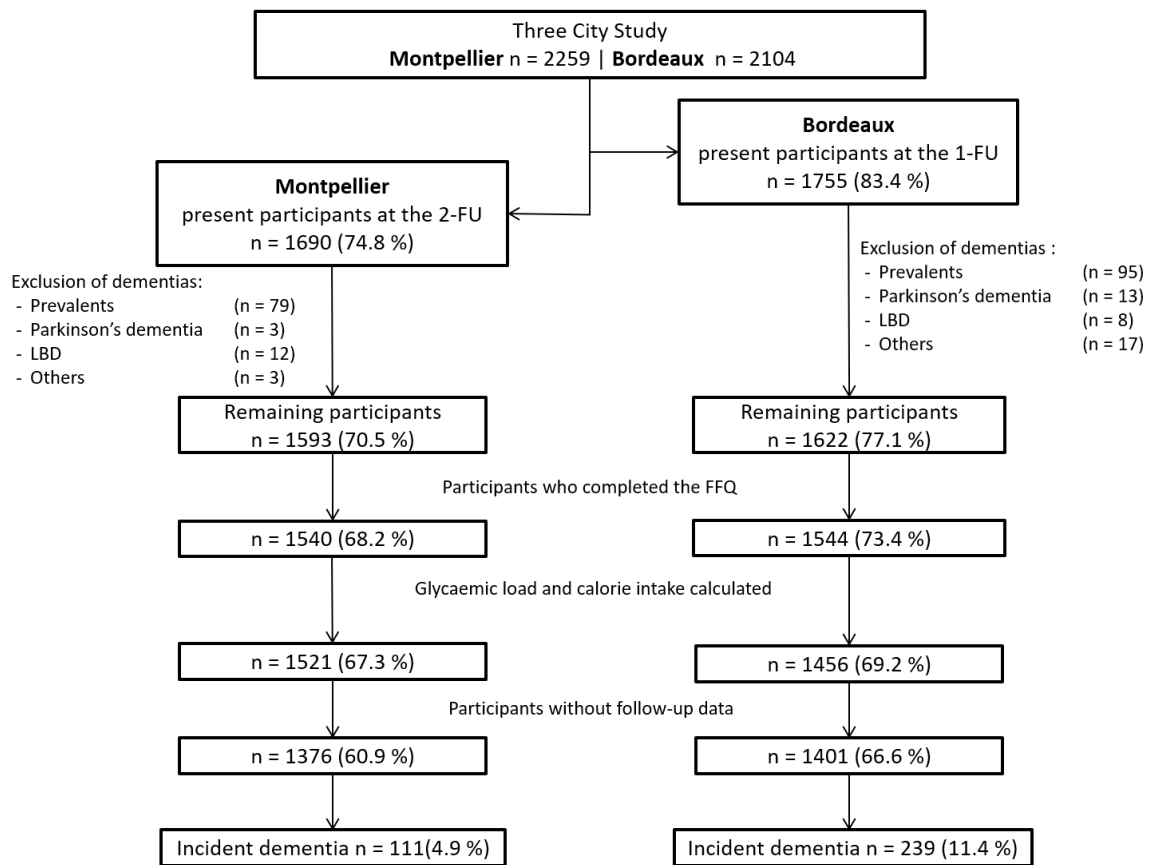 Three City Study
Montpellier n = 2259 | Bordeaux n = 2104
Bordeaux
present participants at the 1-FU
n = 1755 (83.4 %)
Montpellier
present participants at the 2-FU
n = 1690 (74.8 %)
Exclusion of dementias :
- Prevalents (n = 95)
- Parkinson’s dementia (n = 13)
- LBD (n = 8)
- Others (n = 17)
Exclusion of dementias:
- Prevalents (n = 79)
- Parkinson’s dementia (n = 3)
- LBD (n = 12)
- Others (n = 3)
Remaining participants
n = 1593 (70.5 %)
Remaining participants
n = 1622 (77.1 %)
Participants who completed the FFQ
n = 1540 (68.2 %)
n = 1544 (73.4 %)
Glycaemic load and calorie intake calculated
n = 1521 (67.3 %)
n = 1456 (69.2 %)
Participants without follow-up data
n = 1376 (60.9 %)
n = 1401 (66.6 %)
Incident dementia n = 111(4.9 %)
Incident dementia n = 239 (11.4 %)